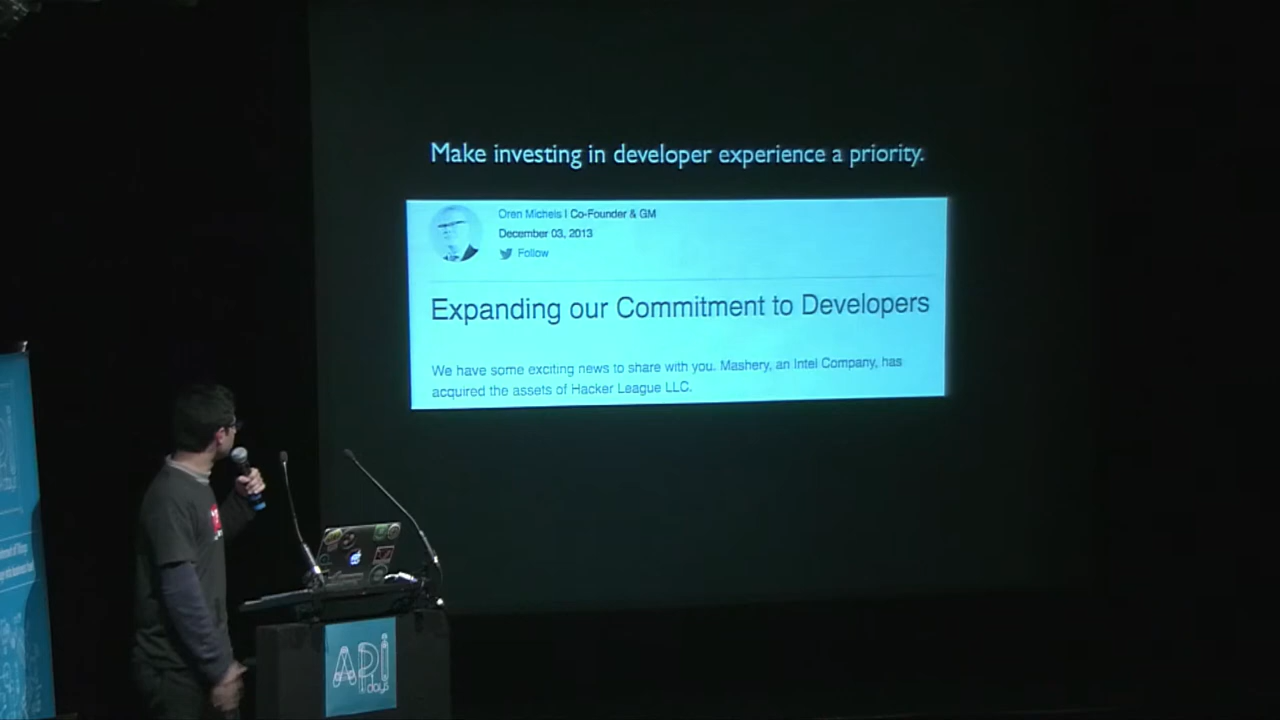 Make investing in developer experience a priority.
Oren Michels | Co-Founder & GM
December 03, 2013
Follow
Expanding our Commitment to Developers
We have some exciting news to share with you. Mashery, an Intel Company, has
acquired the assets of Hacker League LLC.
API
days